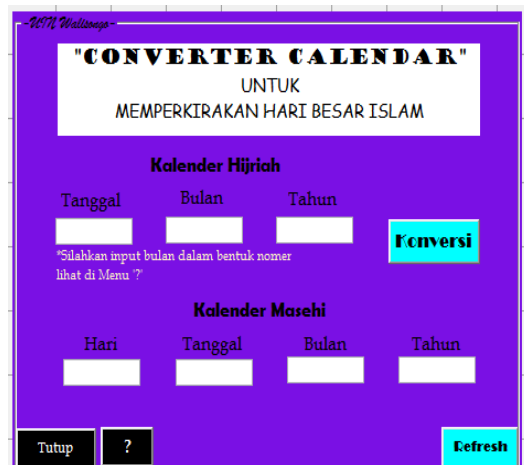 -UIN Walisongo-
"CONVERTER CALENDAR"
UNTUK
MEMPERKIRAKAN HARI BESAR ISLAM
Kalender Hijriah
Tanggal Bulan Tahun
Konversi
*Silahkan input bulan dalam bentuk nomer
lihat di Menu '?'
Kalender Masehi
Hari Tanggal Bulan Tahun
Tutup ? Refresh